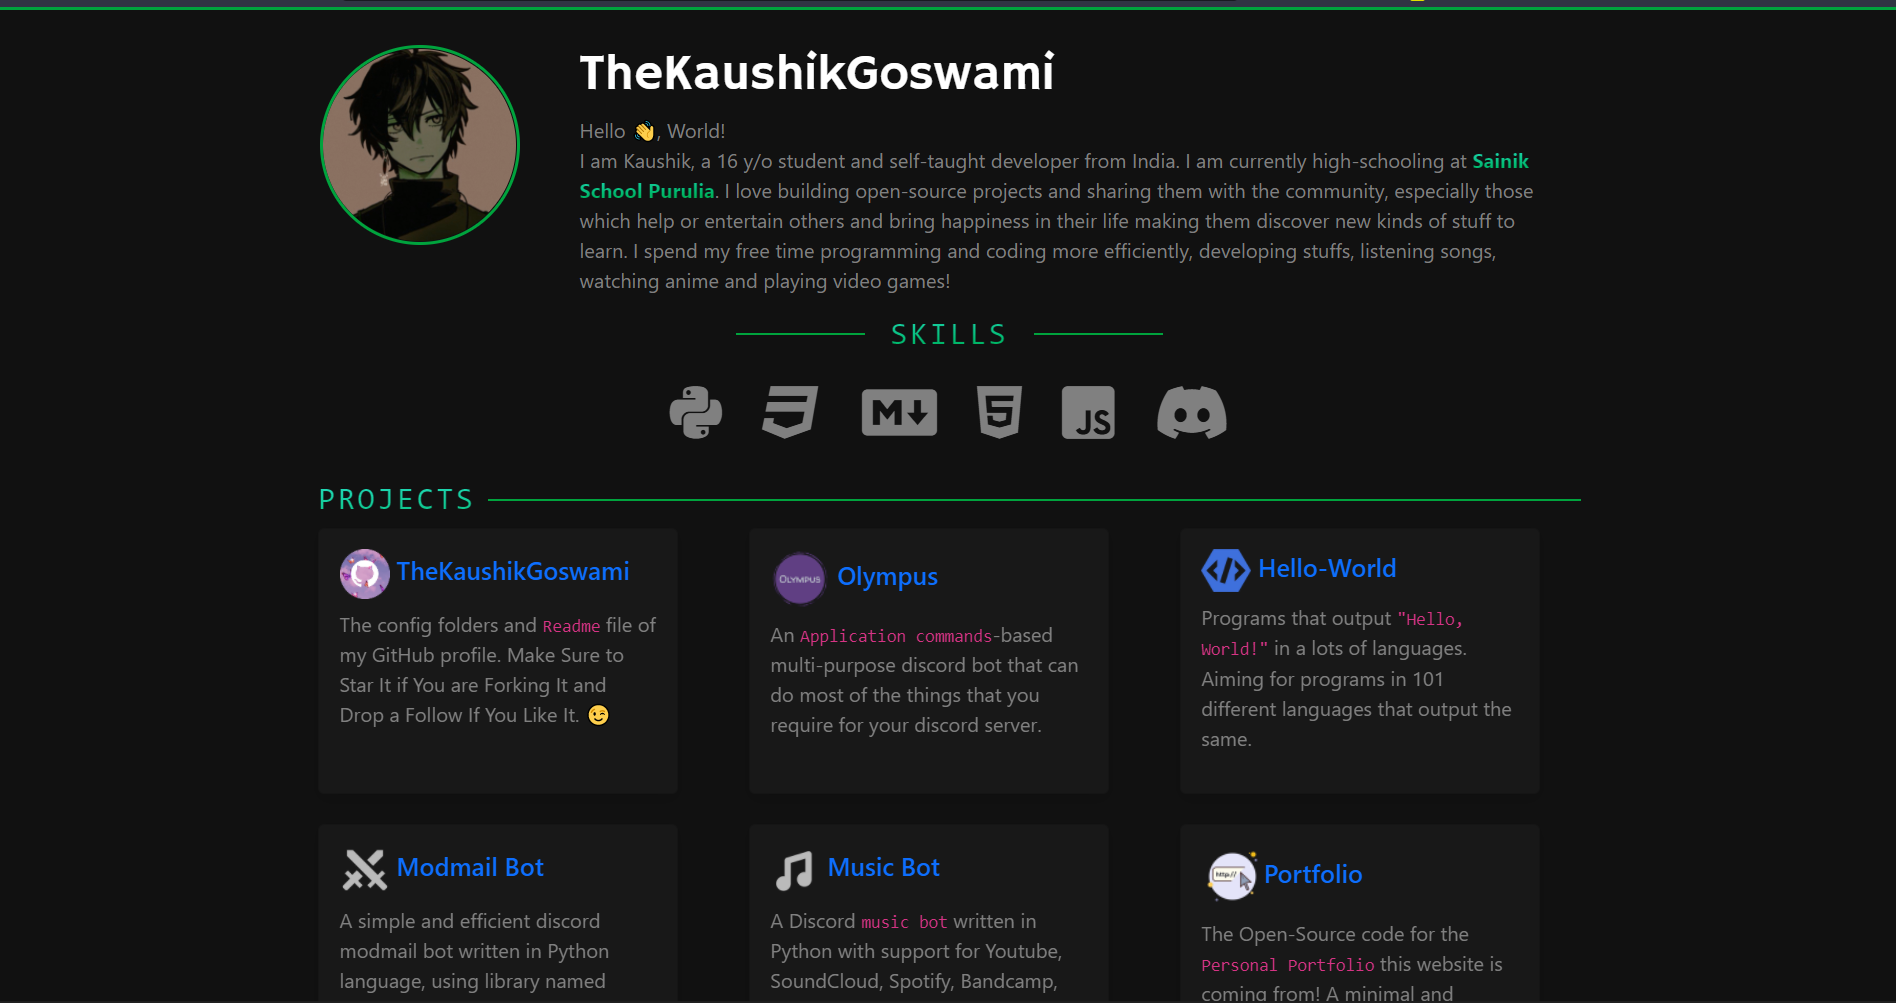 TheKaushikGoswami
Hello 👋, World!
I am Kaushik, a 16 y/o student and self-taught developer from India. I am currently high-schooling at Sainik
School Purulia. I love building open-source projects and sharing them with the community, especially those
which help or entertain others and bring happiness in their life making them discover new kinds of stuff to
learn. I spend my free time programming and coding more efficiently, developing stuffs, listening songs,
watching anime and playing video games!
SKILLS
M
5
JS
PROJECTS
TheKaushikGoswami
The config folders and Readme file of
my GitHub profile. Make Sure to
Star It if You are Forking It and
Drop a Follow If You Like It. 😉
OLYMPUS
Olympus
An Application commands-based
multi-purpose discord bot that can
do most of the things that you
require for your discord server.
Hello-World
Programs that output "Hello,
World!" in a lots of languages.
Aiming for programs in 101
different languages that output the
same.
Modmail Bot
A simple and efficient discord
modmail bot written in Python
language, using library named
Music Bot
A Discord music bot written in
Python with support for Youtube,
SoundCloud, Spotify, Bandcamp,
http://
Portfolio
The Open-Source code for the
Personal Portfolio this website is
coming from! A minimal and